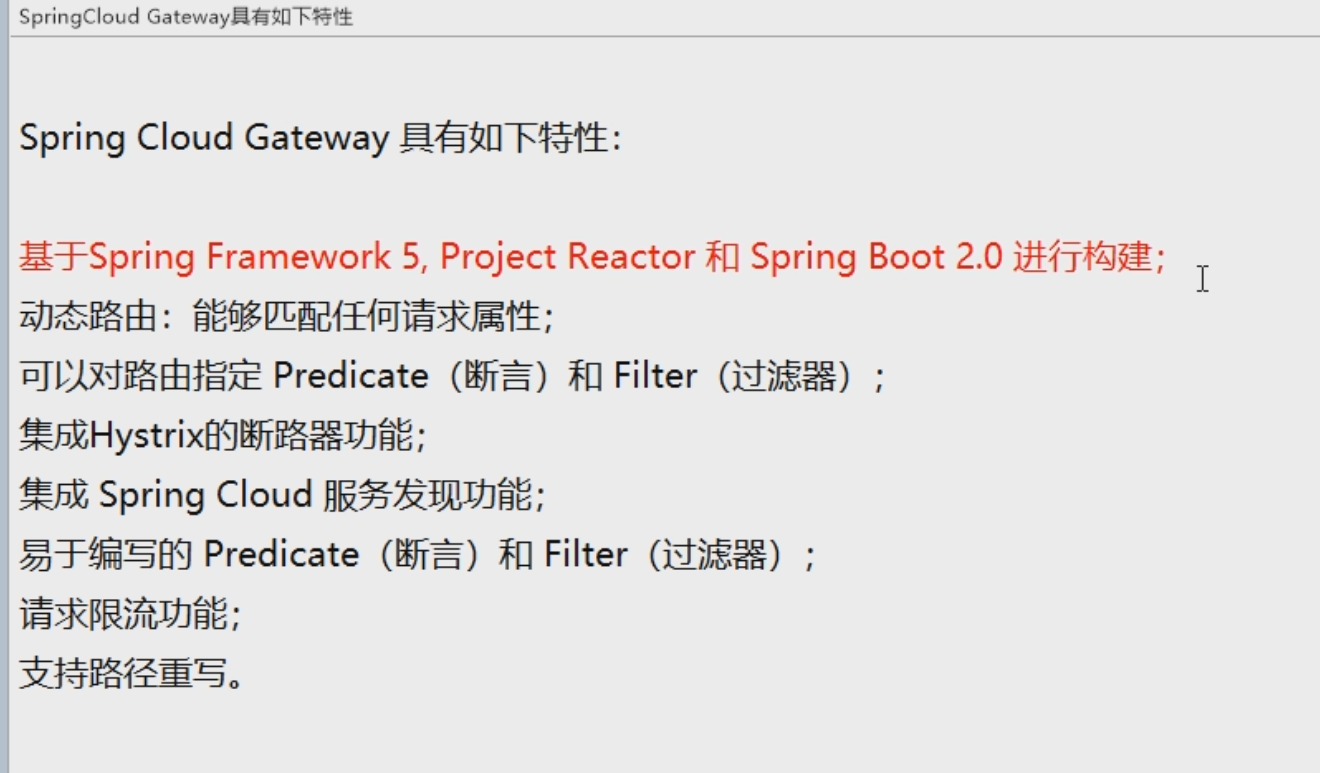 SpringCloud Gateway具有如下特性
Spring Cloud Gateway 具有如下特性：
基于Spring Framework 5, Project Reactor 和 Spring Boot 2.0 进行构建；
动态路由：能够匹配任何请求属性；
可以对路由指定 Predicate（断言）和 Filter（过滤器）；
集成Hystrix的断路器功能；
集成 Spring Cloud 服务发现功能；
易于编写的 Predicate（断言）和 Filter（过滤器）；
请求限流功能；
支持路径重写。